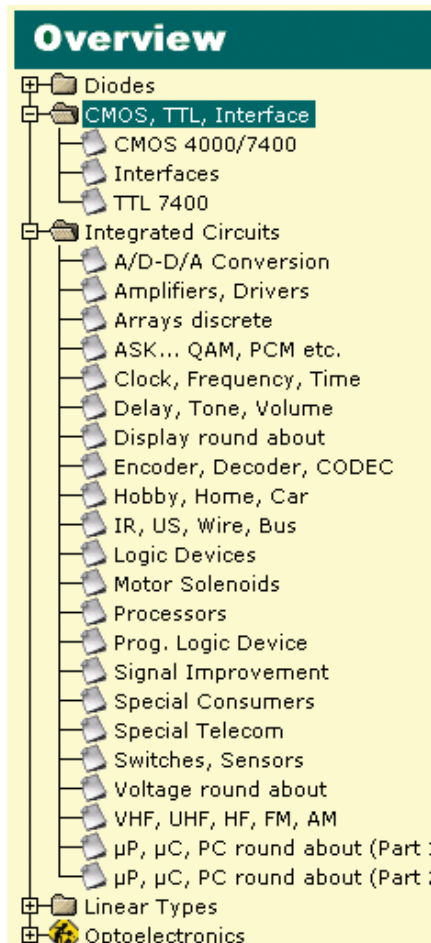 Overview
Diodes
CMOS, TTL, Interface
CMOS 4000/7400
Interfaces
TTL 7400
Integrated Circuits
A/D-D/A Conversion
Amplifiers, Drivers
Arrays discrete
ASK... QAM, PCM etc.
Clock, Frequency, Time
Delay, Tone, Volume
Display round about
Encoder, Decoder, CODEC
Hobby, Home, Car
IR, US, Wire, Bus
Logic Devices
Motor Solenoids
Processors
Prog. Logic Device
Signal Improvement
Special Consumers
Special Telecom
Switches, Sensors
Voltage round about
VHF, UHF, HF, FM, AM
µP, µC, PC round about (Part 1
µP, µC, PC round about (Part 2
Linear Types
Optoelectronics